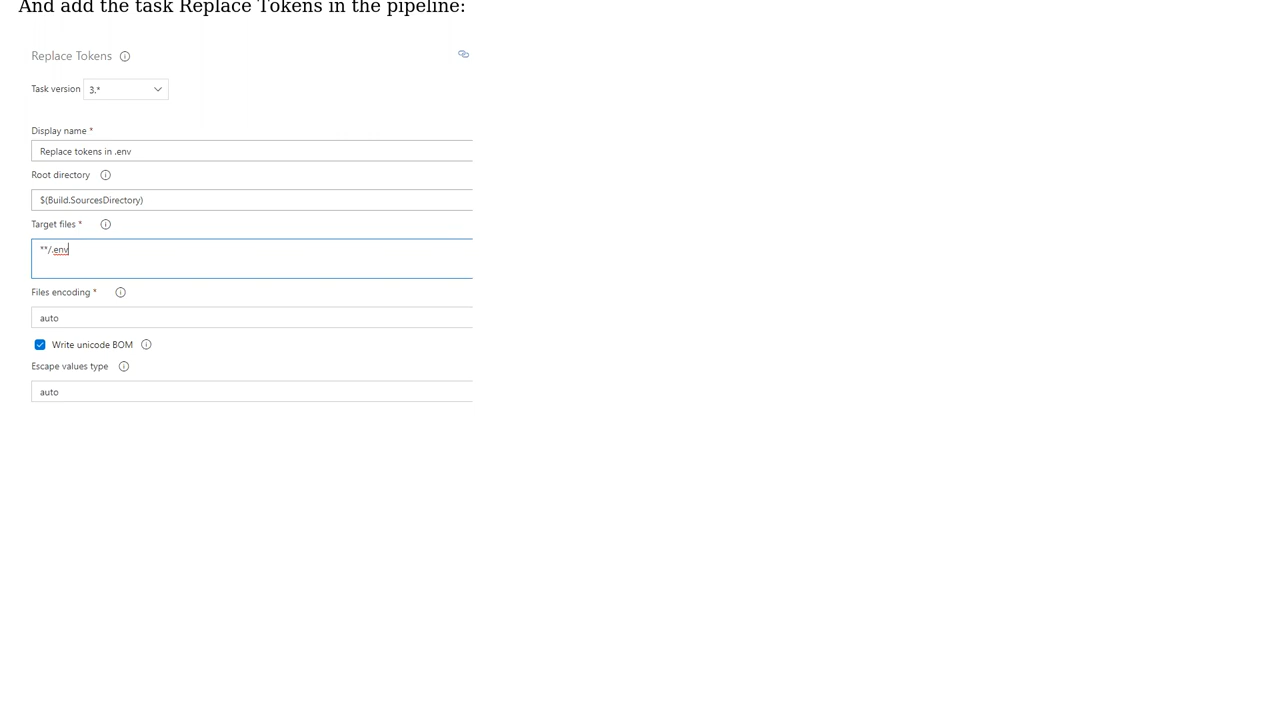 And add the task Replace Tokens in the pipeline:
Replace Tokens
Task version 3.*
Display name *
Replace tokens in .env
Root directory
$(Build.SourcesDirectory)
Target files *
**/.env
Files encoding *
auto
Write unicode BOM
Escape values type
auto